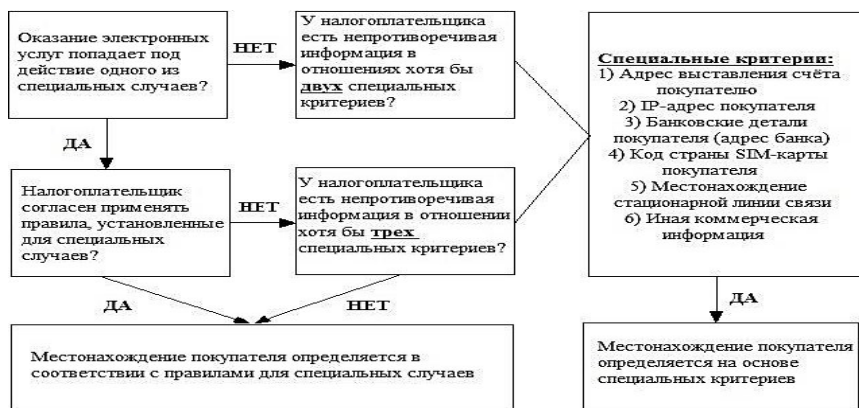 Оказание электронных
услуг попадает под
действие одного из
специальных случаев?
НЕТ
У налогоплательщика
есть непротиворечивая
информация в
отношениях хотя бы
двух специальных
критериев?
Специальные критерии:
1) Адрес выставления счёта
покупателю
2) IP-адрес покупателя
3) Банковские детали
покупателя (адрес банка)
4) Код страны SIM-карты
покупателя
5) Местонахождение
стационарной линии связи
6) Иная коммерческая
информация
ДА
Налогоплательщик
согласен применять
правила, установленные
для специальных
случаев?
НЕТ
У налогоплательщика
есть непротиворечивая
информация в отношении
хотя бы трех
специальных критериев?
ДА
НЕТ
ДА
Местонахождение покупателя определяется в
соответствии с правилами для специальных случаев
Местонахождение покупателя
определяется на основе
специальных критериев